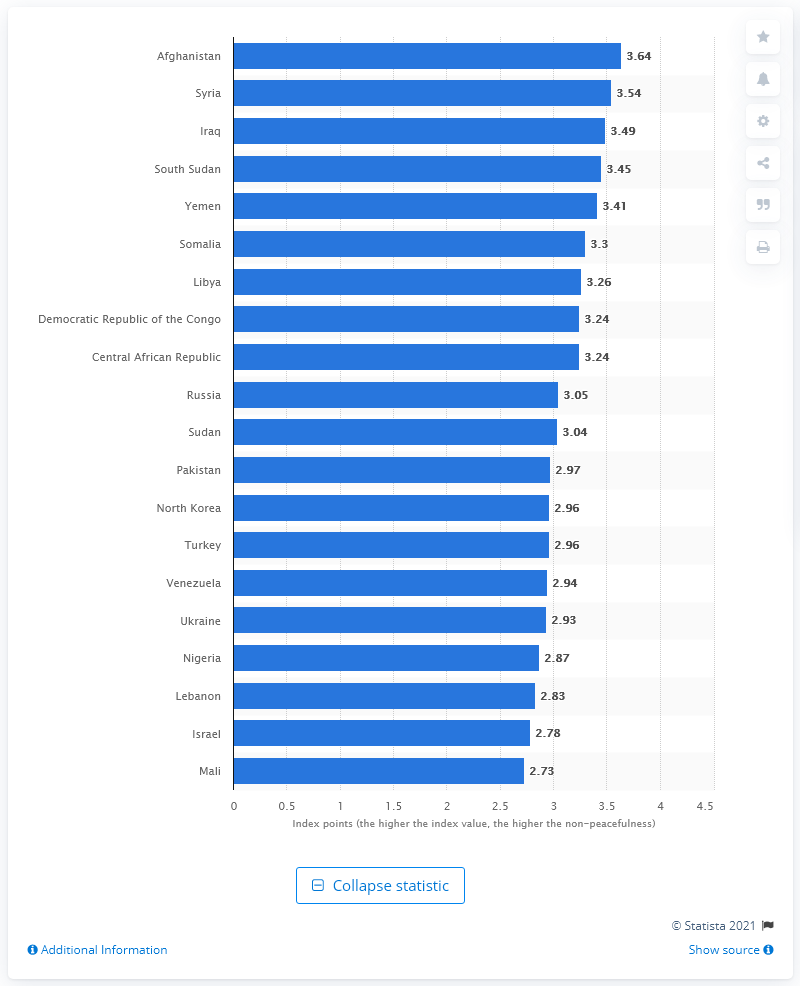 Afghanistan 3.64
Syria 3.54
Iraq 3.49
South Sudan 3.45
Yemen 3.41
Somalia 3.3
Libya 3.26
Democratic Republic of the Congo 3.24
Central African Republic 3.24
Russia 3.05
Sudan 3.04
Pakistan 2.97
North Korea 2.96
Turkey 2.96
Venezuela 2.94
Ukraine 2.93
Nigeria 2.87
Lebanon 2.83
Israel 2.78
Mali 2.73
0 0.5 1 1.5 2 2.5 3 3.5 4 4.5
Index points (the higher the index value, the higher the non-peacefulness)
Collapse statistic
© Statista 2021
Additional Information Show source